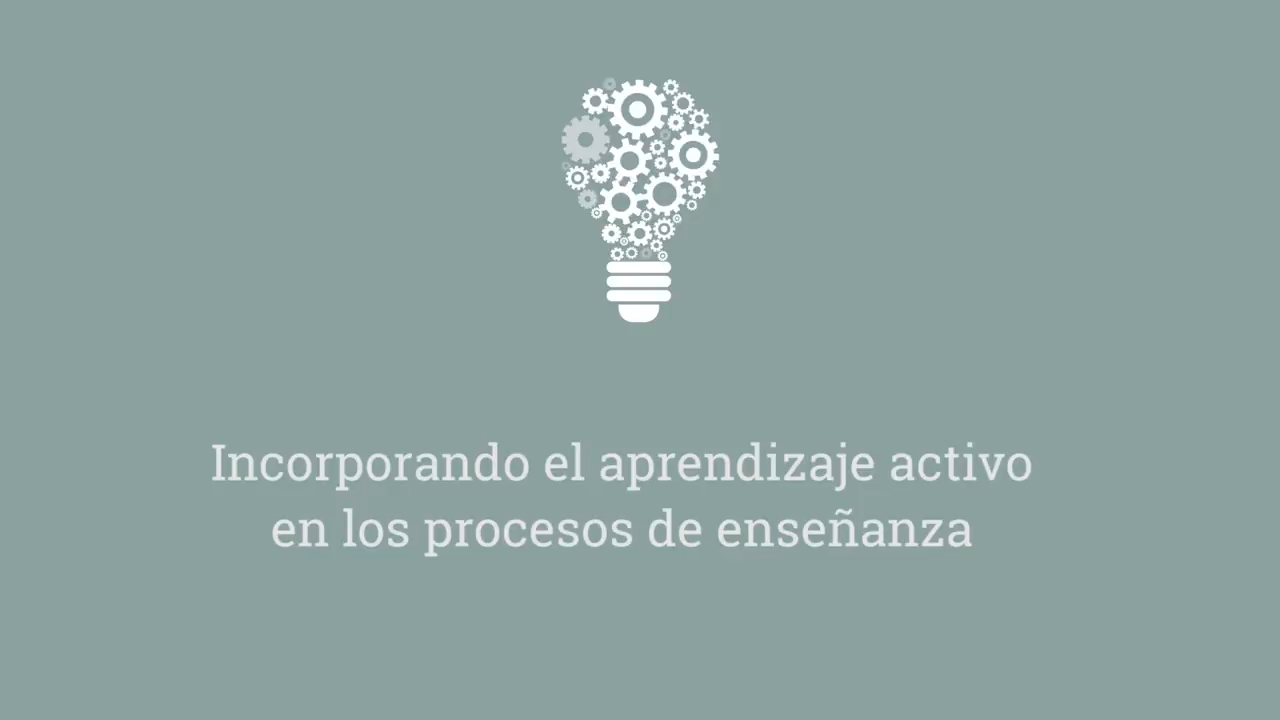 Incorporando el aprendizaje activo
en los procesos de enseñanza